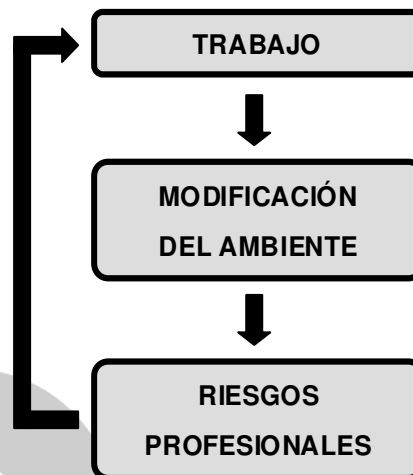 TRABAJO
MODIFICACIÓN
DEL AMBIENTE
RIESGOS
PROFESIONALES